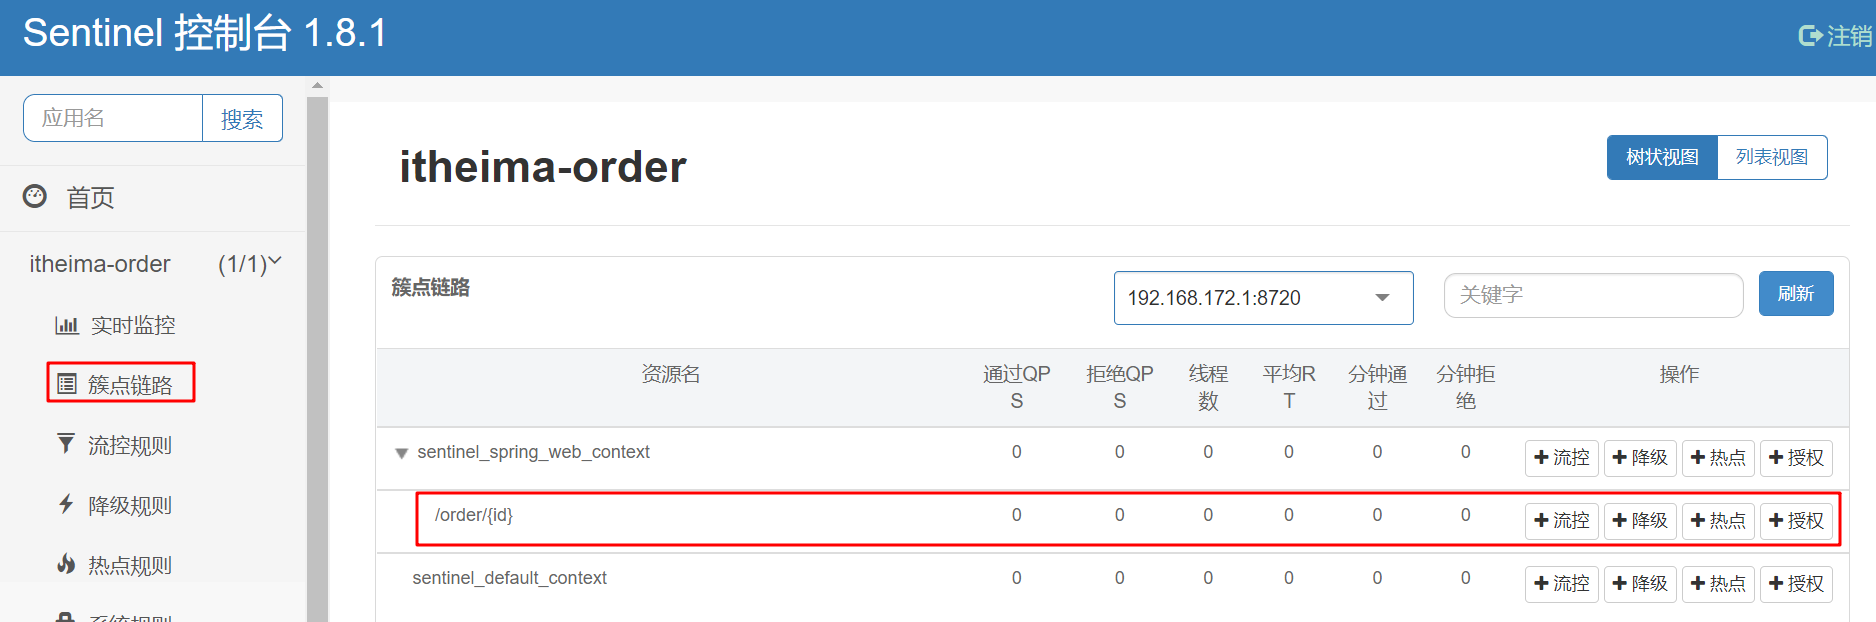 Sentinel 控制台 1.8.1
注销
应用名
搜索
首页
itheima-order (1/1)
实时监控
簇点链路
流控规则
降级规则
热点规则
系统规则
itheima-order
树状视图
列表视图
簇点链路
192.168.172.1:8720
关键字
刷新
资源名 通过QPS 拒绝QPS 线程数 平均RT 分钟通过 分钟拒绝 操作
sentinel_spring_web_context 0 0 0 0 0 0 流控 降级 热点 授权
/order/{id} 0 0 0 0 0 0 流控 降级 热点 授权
sentinel_default_context 0 0 0 0 0 0 流控 降级 热点 授权